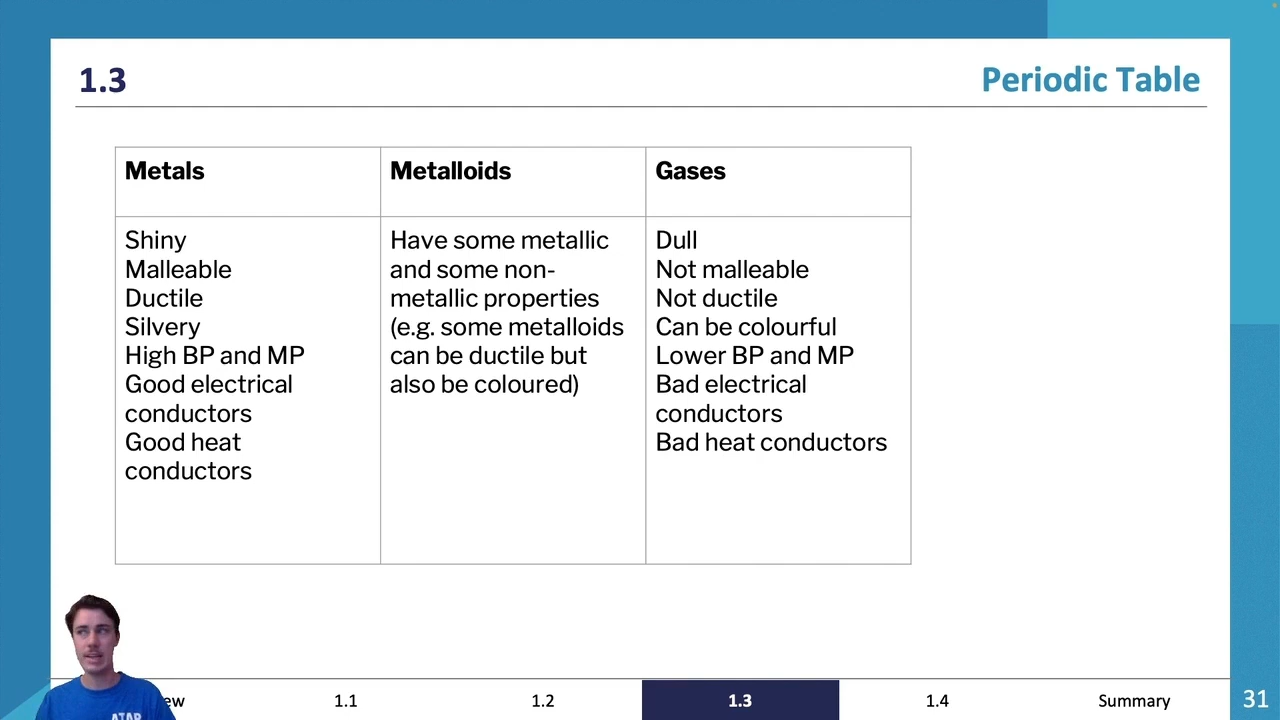 1.3
Periodic Table
Metals
Metalloids
Gases
Shiny
Malleable
Ductile
Silvery
High BP and MP
Good electrical
conductors
Good heat
conductors
Have some metallic
and some non-
metallic properties
(e.g. some metalloids
can be ductile but
also be coloured)
Dull
Not malleable
Not ductile
Can be colourful
Lower BP and MP
Bad electrical
conductors
Bad heat conductors
ATAR
ew
1.1
1.2
1.3
1.4
Summary
31